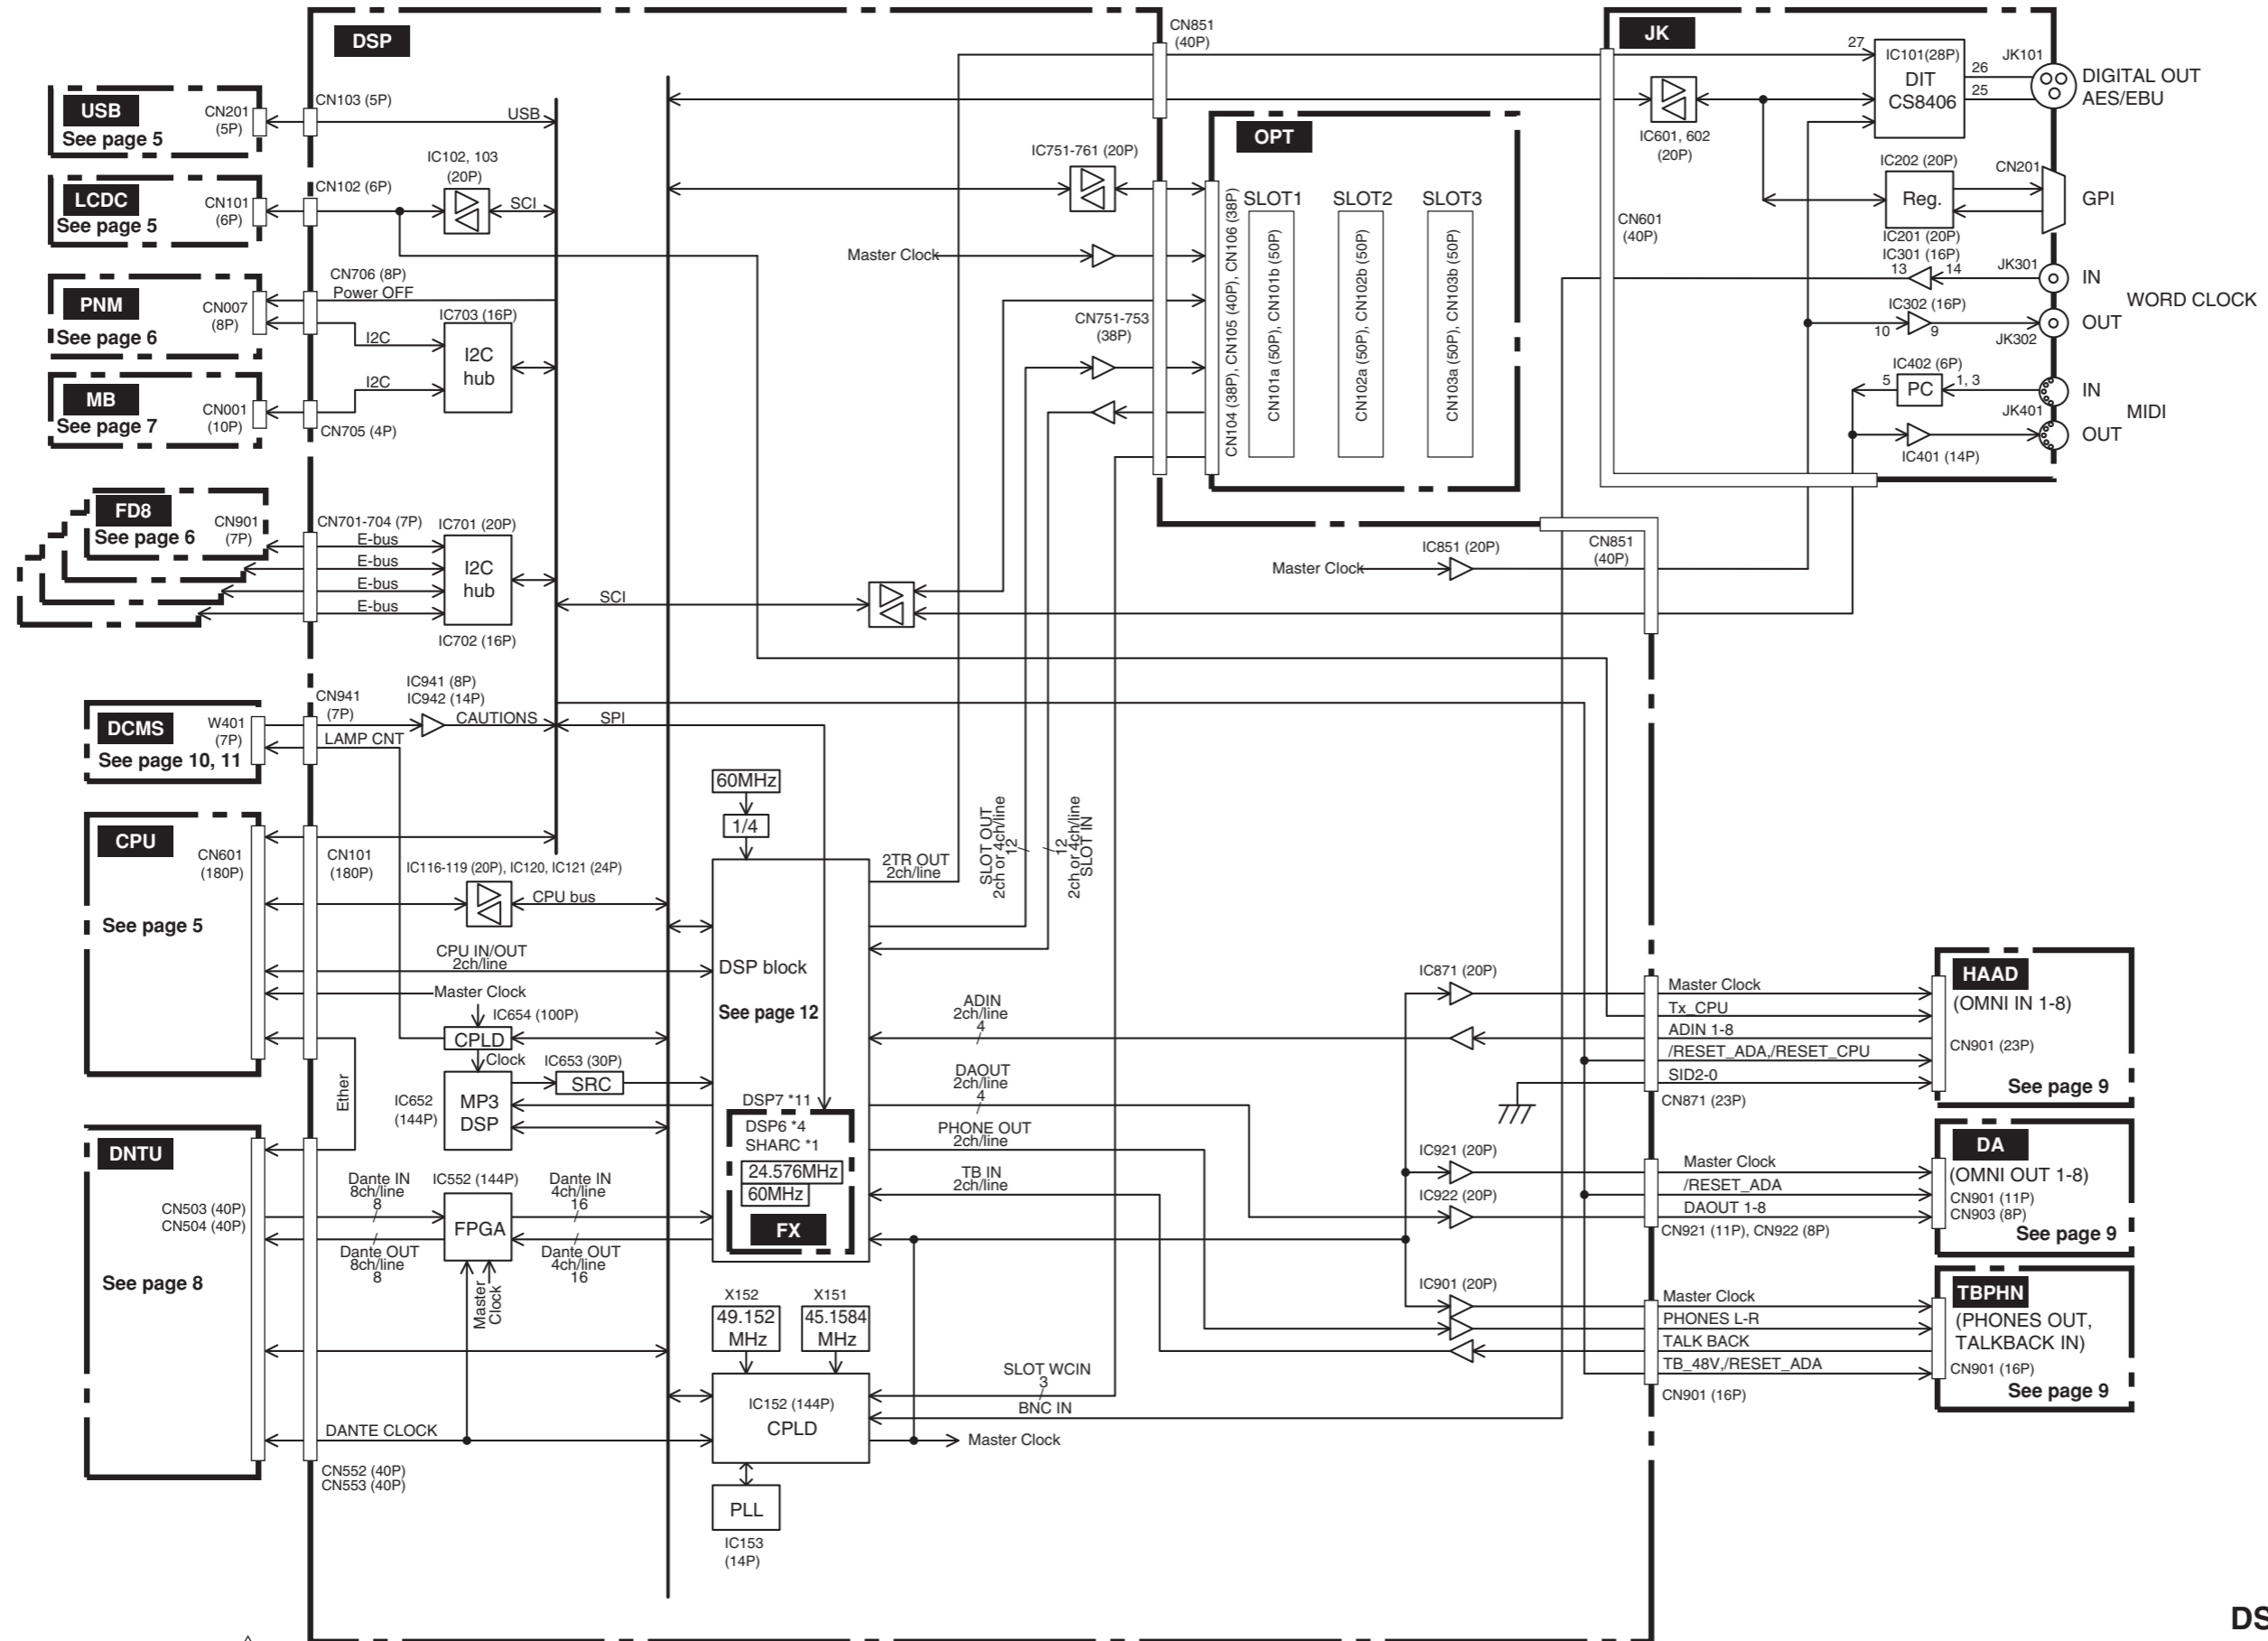 DSP
USB
See page 5
CN201
(5P)
CN103 (5P)
USB
LCDC
See page 5
CN101
(6P)
CN102 (6P)
IC102, 103
(20P)
SCI
PNM
See page 6
CN007
(8P)
CN706 (8P)
Power OFF
I2C
IC703 (16P)
I2C
hub
MB
See page 7
CN001
(10P)
I2C
CN705 (4P)
FD8
See page 6
CN901
(7P)
CN701-704 (7P)
E-bus
E-bus
E-bus
E-bus
IC701 (20P)
I2C
hub
IC702 (16P)
SCI
DCMS
See page 10, 11
W401
(7P)
CN941
(7P)
IC941 (8P)
IC942 (14P)
CAUTIONS
SPI
LAMP CNT
CPU
CN601
(180P)
See page 5
CN101
(180P)
IC116-119 (20P), IC120, IC121 (24P)
CPU bus
CPU IN/OUT
2ch/line
Master Clock
IC654 (100P)
CPLD
Clock
IC653 (30P)
SRC
IC652
(144P)
MP3
DSP
Ether
DNTU
CN503 (40P)
CN504 (40P)
See page 8
Dante IN
8ch/line
8
IC552 (144P)
FPGA
Dante IN
4ch/line
16
Dante OUT
8ch/line
8
Dante OUT
4ch/line
16
Master
Clock
DANTE CLOCK
CN552 (40P)
CN553 (40P)
60MHz
1/4
DSP block
See page 12
DSP7 *11
DSP6 *4
SHARC *1
24.576MHz
60MHz
FX
X152
49.152
MHz
X151
45.1584
MHz
IC152 (144P)
CPLD
PLL
IC153
(14P)
2TR OUT
2ch/line
SLOT OUT
2ch or 4ch/line
12
12
2ch or 4ch/line
SLOT IN
ADIN
2ch/line
4
DAOUT
2ch/line
4
PHONE OUT
2ch/line
TB IN
2ch/line
SLOT WCIN
3
BNC IN
Master Clock
CN851
(40P)
IC751-761 (20P)
Master Clock
CN751-753
(38P)
OPT
CN104 (38P), CN105 (40P), CN106 (38P)
SLOT1
SLOT2
SLOT3
CN101a (50P), CN101b (50P)
CN102a (50P), CN102b (50P)
CN103a (50P), CN103b (50P)
IC851 (20P)
Master Clock
CN851
(40P)
JK
27
IC101(28P)
DIT
CS8406
26
25
JK101
DIGITAL OUT
AES/EBU
IC601, 602
(20P)
CN601
(40P)
IC202 (20P)
Reg.
IC201 (20P)
CN201
GPI
IC301 (16P)
13
14
JK301
IN
WORD CLOCK
IC302 (16P)
10
9
OUT
JK302
IC402 (6P)
5
PC
1, 3
IN
JK401
MIDI
OUT
IC401 (14P)
IC871 (20P)
Master Clock
Tx_CPU
ADIN 1-8
/RESET_ADA,/RESET_CPU
SID2-0
CN871 (23P)
HAAD
(OMNI IN 1-8)
CN901 (23P)
See page 9
IC921 (20P)
IC922 (20P)
Master Clock
/RESET_ADA
DAOUT 1-8
CN921 (11P), CN922 (8P)
DA
(OMNI OUT 1-8)
CN901 (11P)
CN903 (8P)
See page 9
IC901 (20P)
Master Clock
PHONES L-R
TALK BACK
TB_48V,/RESET_ADA
CN901 (16P)
TBPHN
(PHONES OUT,
TALKBACK IN)
CN901 (16P)
See page 9